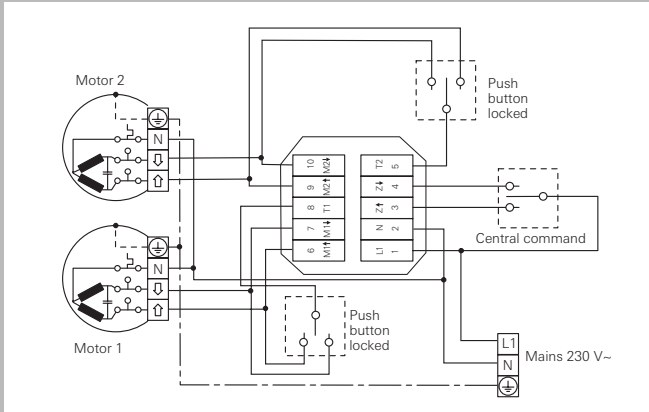 Motor 2
N
⇩
⇧
Push
button
locked
10 M2↓
9 M2↑
8 T1
7 M1↓
6 M1↑
T2 5
Z↓ 4
Z↑ 3
N 2
L1 1
Central command
N
⇩
⇧
Motor 1
Push
button
locked
L1
N
Mains 230 V~